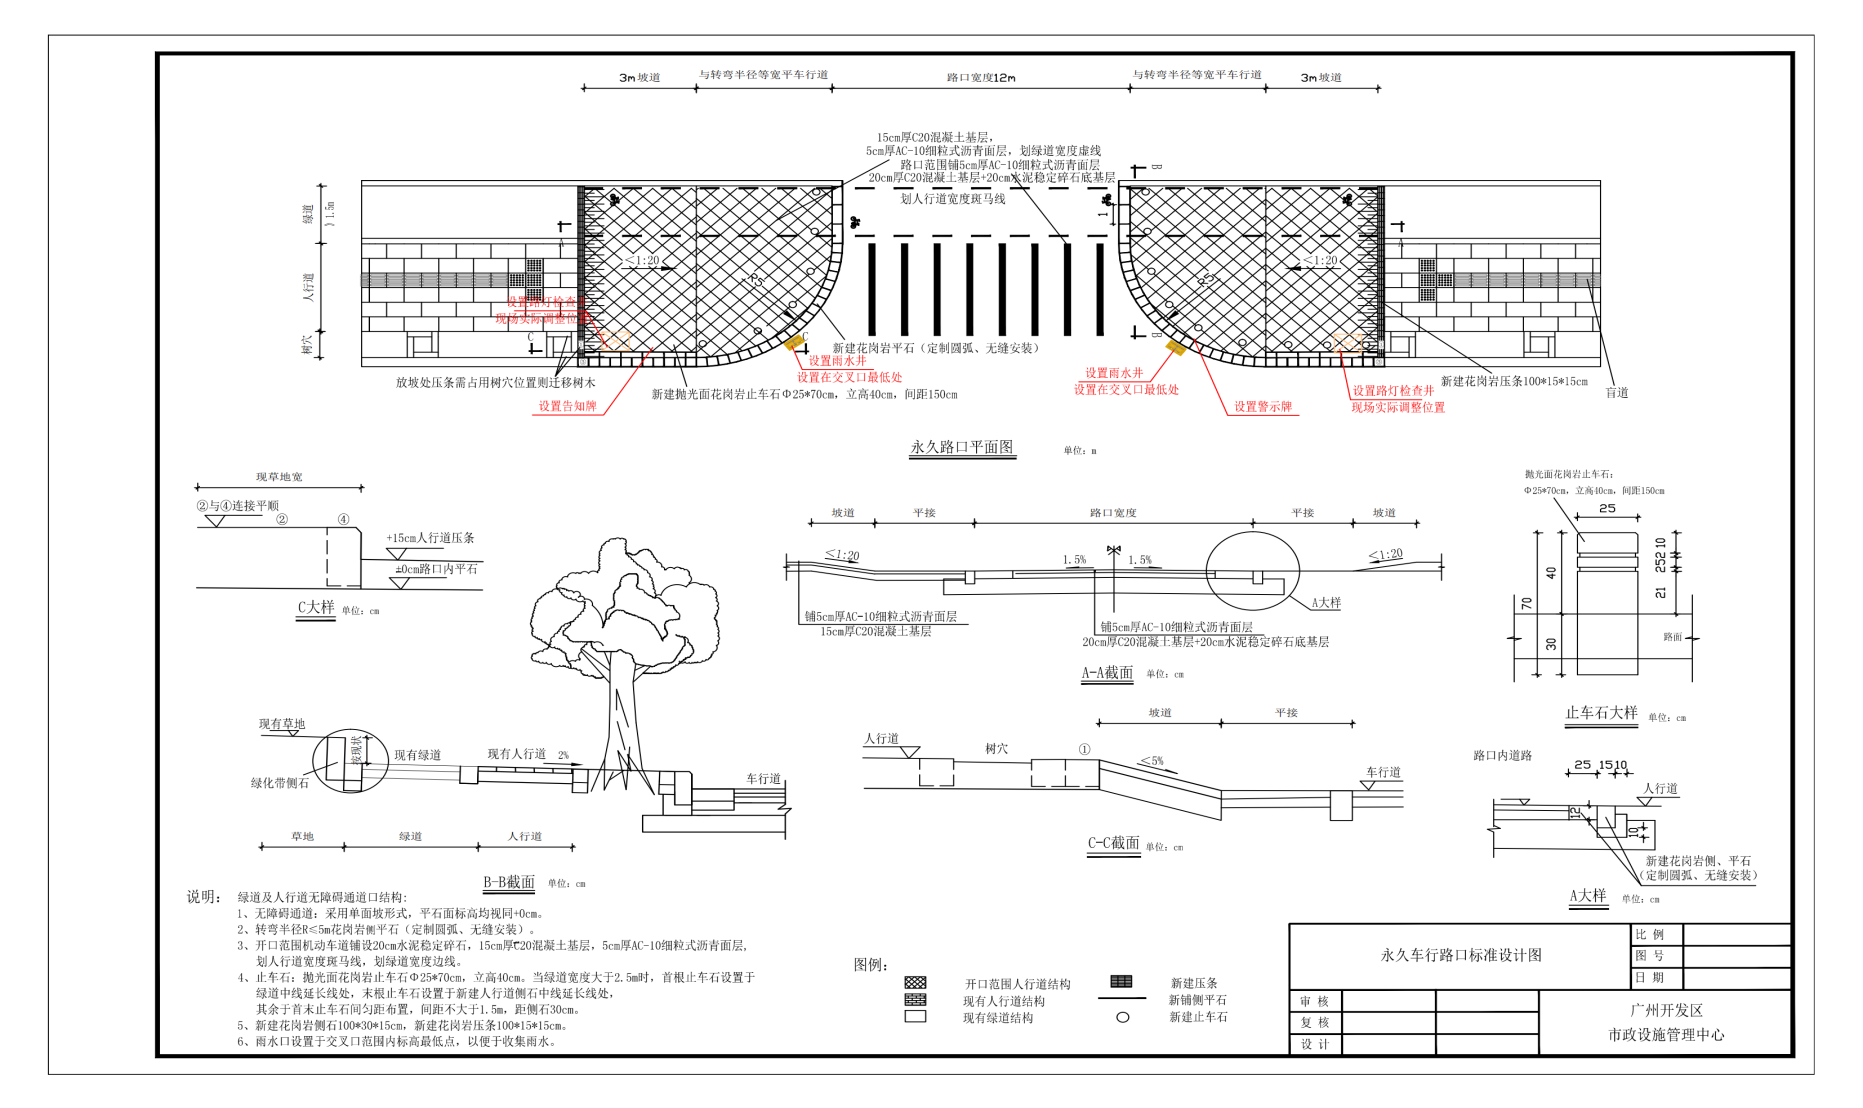 3m坡道
与转弯半径等宽平车行道
路口宽度12m
与转弯半径等宽平车行道
3m坡道
15cm厚C20混凝土基层,
5cm厚AC-10细粒式沥青面层, 划绿道宽度虚线
路口范围铺5cm厚AC-10细粒式沥青面层
20cm厚C20混凝土基层+20cm水泥稳定碎石底基层
划人行道宽度斑马线
B
绿道
≥1.5m
人行道
树穴
A
A
1
<1:20
<1:20
R5
R5
设置路灯检查井
现场实际调整位置
C
C
B
新建花岗岩平石（定制圆弧、无缝安装）
设置雨水井
设置在交叉口最低处
放坡处压条需占用树穴位置则迁移树木
新建抛光面花岗岩止车石Φ25*70cm, 立高40cm, 间距150cm
设置告知牌
设置雨水井
设置在交叉口最低处
设置警示牌
设置路灯检查井
现场实际调整位置
新建花岗岩压条100*15*15cm
盲道
永久路口平面图 单位: m
现草地宽
②与④连接平顺
② ④
+15cm人行道压条
±0cm路口内平石
C大样 单位: cm
坡道 平接 路口宽度 平接 坡道
<1:20
1.5% 1.5%
<1:20
A大样
铺5cm厚AC-10细粒式沥青面层
15cm厚C20混凝土基层
铺5cm厚AC-10细粒式沥青面层
20cm厚C20混凝土基层+20cm水泥稳定碎石底基层
A-A截面 单位: cm
抛光面花岗岩止车石:
Φ25*70cm, 立高40cm, 间距150cm
25
70
40
30
10
252
21
路面
止车石大样 单位: cm
现有草地
按现状
现有绿道
现有人行道 2%
绿化带侧石
车行道
草地 绿道 人行道
B-B截面 单位: cm
坡道 平接
人行道
树穴
①
<5%
车行道
C-C截面 单位: cm
路口内道路
25 1510
人行道
12
10
新建花岗岩侧、平石
（定制圆弧、无缝安装）
A大样 单位: cm
说明: 绿道及人行道无障碍通道口结构:
1、无障碍通道: 采用单面坡形式, 平石面标高均视同+0cm。
2、转弯半径R≤5m花岗岩侧平石（定制圆弧、无缝安装）。
3、开口范围机动车道铺设20cm水泥稳定碎石, 15cm厚C20混凝土基层, 5cm厚AC-10细粒式沥青面层,
划人行道宽度斑马线, 划绿道宽度边线。
4、止车石: 抛光面花岗岩止车石Φ25*70cm, 立高40cm。当绿道宽度大于2.5m时, 首根止车石设置于
绿道中线延长线处, 末根止车石设置于新建人行道侧石中线延长线处,
其余于首末止车石间匀距布置, 间距不大于1.5m, 距侧石30cm。
5、新建花岗岩侧石100*30*15cm, 新建花岗岩压条100*15*15cm。
6、雨水口设置于交叉口范围内标高最低点, 以便于收集雨水。
图例:
开口范围人行道结构
现有人行道结构
现有绿道结构
新建压条
新铺侧平石
新建止车石
永久车行路口标准设计图
比 例
图 号
日 期
审 核
复 核
设 计
广州开发区
市政设施管理中心